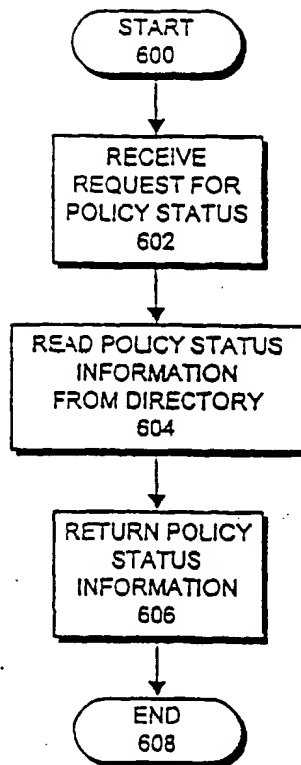 START
600
RECEIVE
REQUEST FOR
POLICY STATUS
602
READ POLICY STATUS
INFORMATION
FROM DIRECTORY
604
RETURN POLICY
STATUS
INFORMATION
606
END
608